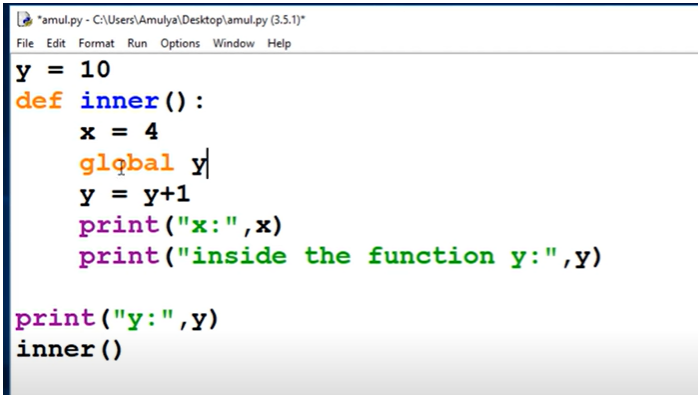 *amul.py - C:\Users\Amulya\Desktop\amul.py (3.5.1)*
File Edit Format Run Options Window Help
y = 10
def inner():
    x = 4
    global y
    y = y+1
    print("x:",x)
    print("inside the function y:",y)
print("y:",y)
inner()